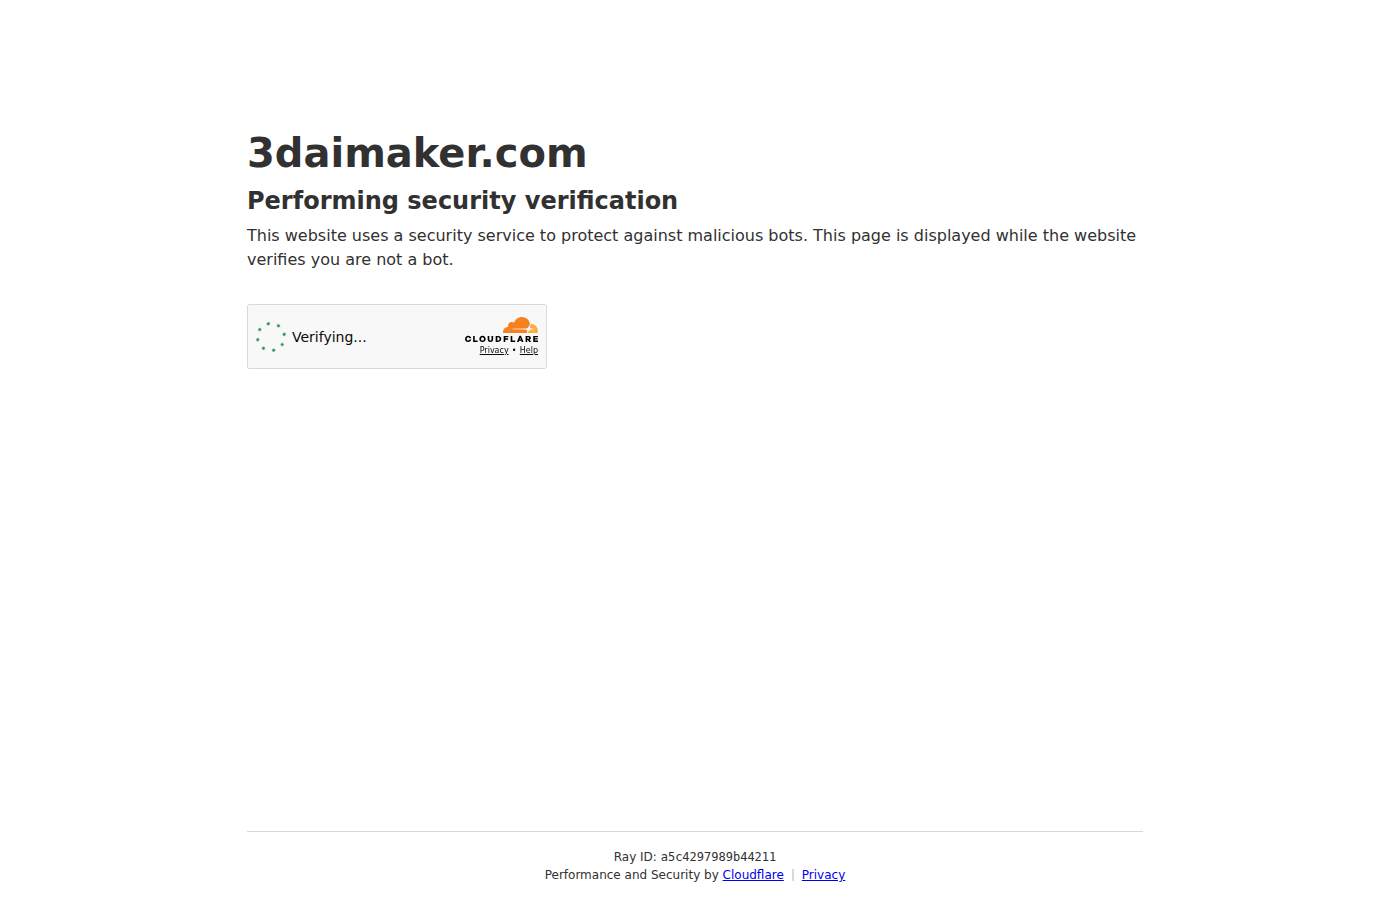 3daimaker.com
Performing security verification
This website uses a security service to protect against malicious bots. This page is displayed while the website
verifies you are not a bot.
Verifying...
CLOUDFLARE
Privacy • Help
Ray ID: a5c4297989b44211
Performance and Security by Cloudflare | Privacy